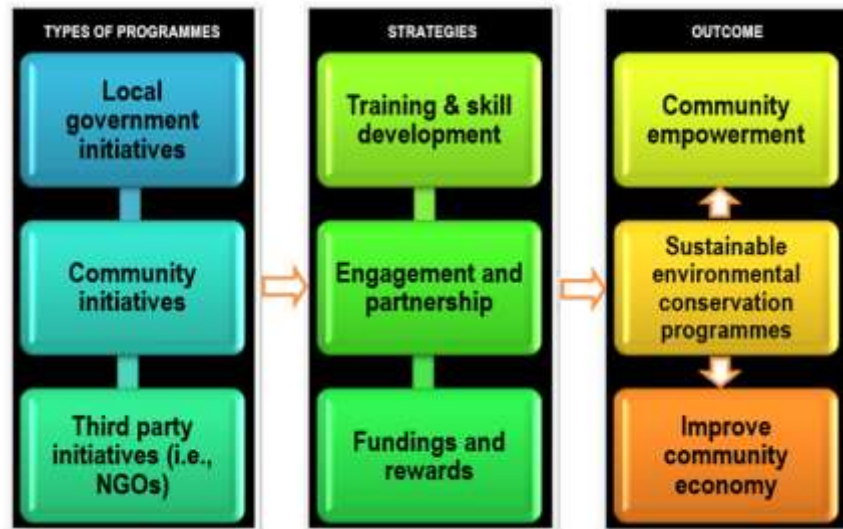 TYPES OF PROGRAMMES
Local
government
initiatives
Community
initiatives
Third party
initiatives (i.e.,
NGOs)
STRATEGIES
Training & skill
development
Engagement and
partnership
Fundings and
rewards
OUTCOME
Community
empowerment
Sustainable
environmental
conservation
programmes
Improve
community
economy